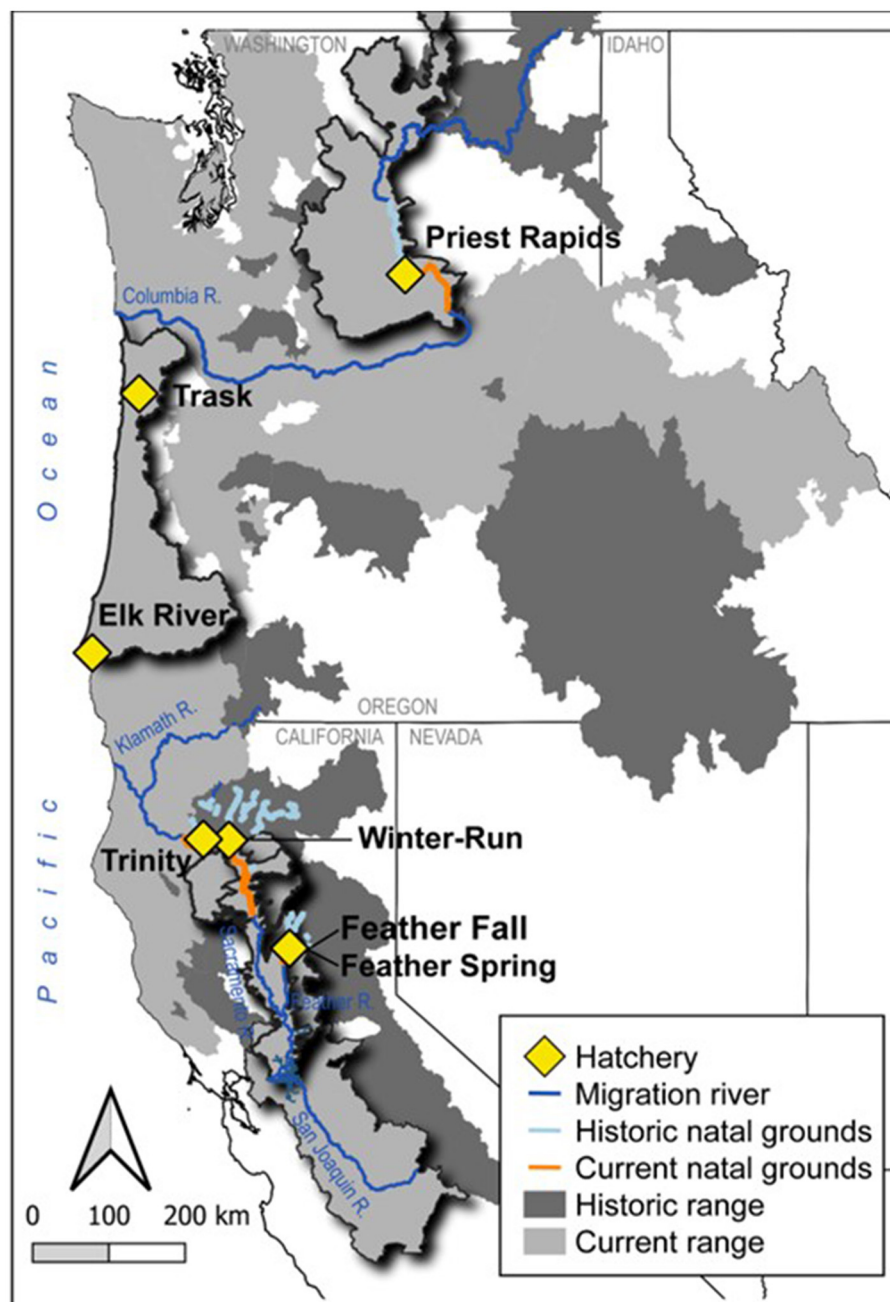 WASHINGTON
IDAHO
Priest Rapids
Columbia R.
Trask
Ocean
Elk River
OREGON
Klamath R.
CALIFORNIA
NEVADA
Winter-Run
Trinity
Pacific
Feather Fall
Feather Spring
Sacramento R.
Feather R.
San Joaquin R.
Hatchery
Migration river
Historic natal grounds
Current natal grounds
Historic range
Current range
0 100 200 km